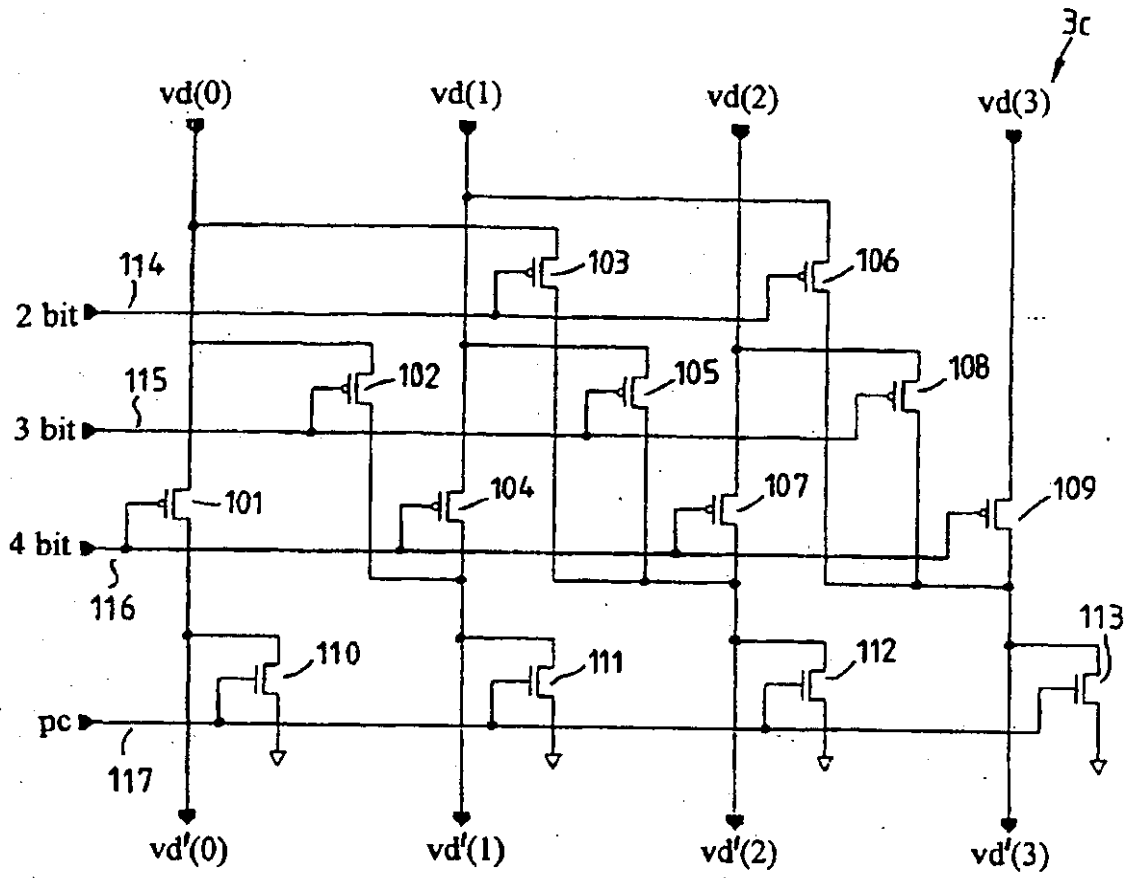 3c
vd(0) vd(1) vd(2) vd(3)
114 103 106
2 bit
115 102 105 108
3 bit
101 104 107 109
4 bit
116
110 111 112 113
pc
117
vd'(0) vd'(1) vd'(2) vd'(3)